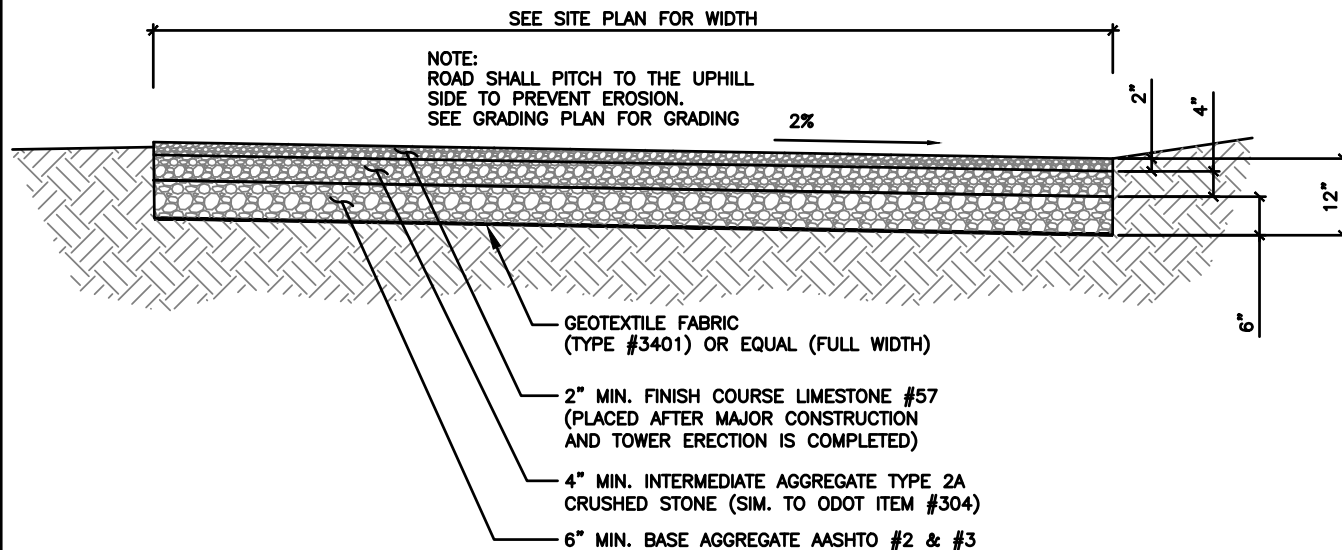 SEE SITE PLAN FOR WIDTH
NOTE:
ROAD SHALL PITCH TO THE UPHILL
SIDE TO PREVENT EROSION.
SEE GRADING PLAN FOR GRADING
2%
2"
4"
12"
6"
GEOTEXTILE FABRIC
(TYPE #3401) OR EQUAL (FULL WIDTH)
2" MIN. FINISH COURSE LIMESTONE #57
(PLACED AFTER MAJOR CONSTRUCTION
AND TOWER ERECTION IS COMPLETED)
4" MIN. INTERMEDIATE AGGREGATE TYPE 2A
CRUSHED STONE (SIM. TO ODOT ITEM #304)
6" MIN. BASE AGGREGATE AASHTO #2 & #3